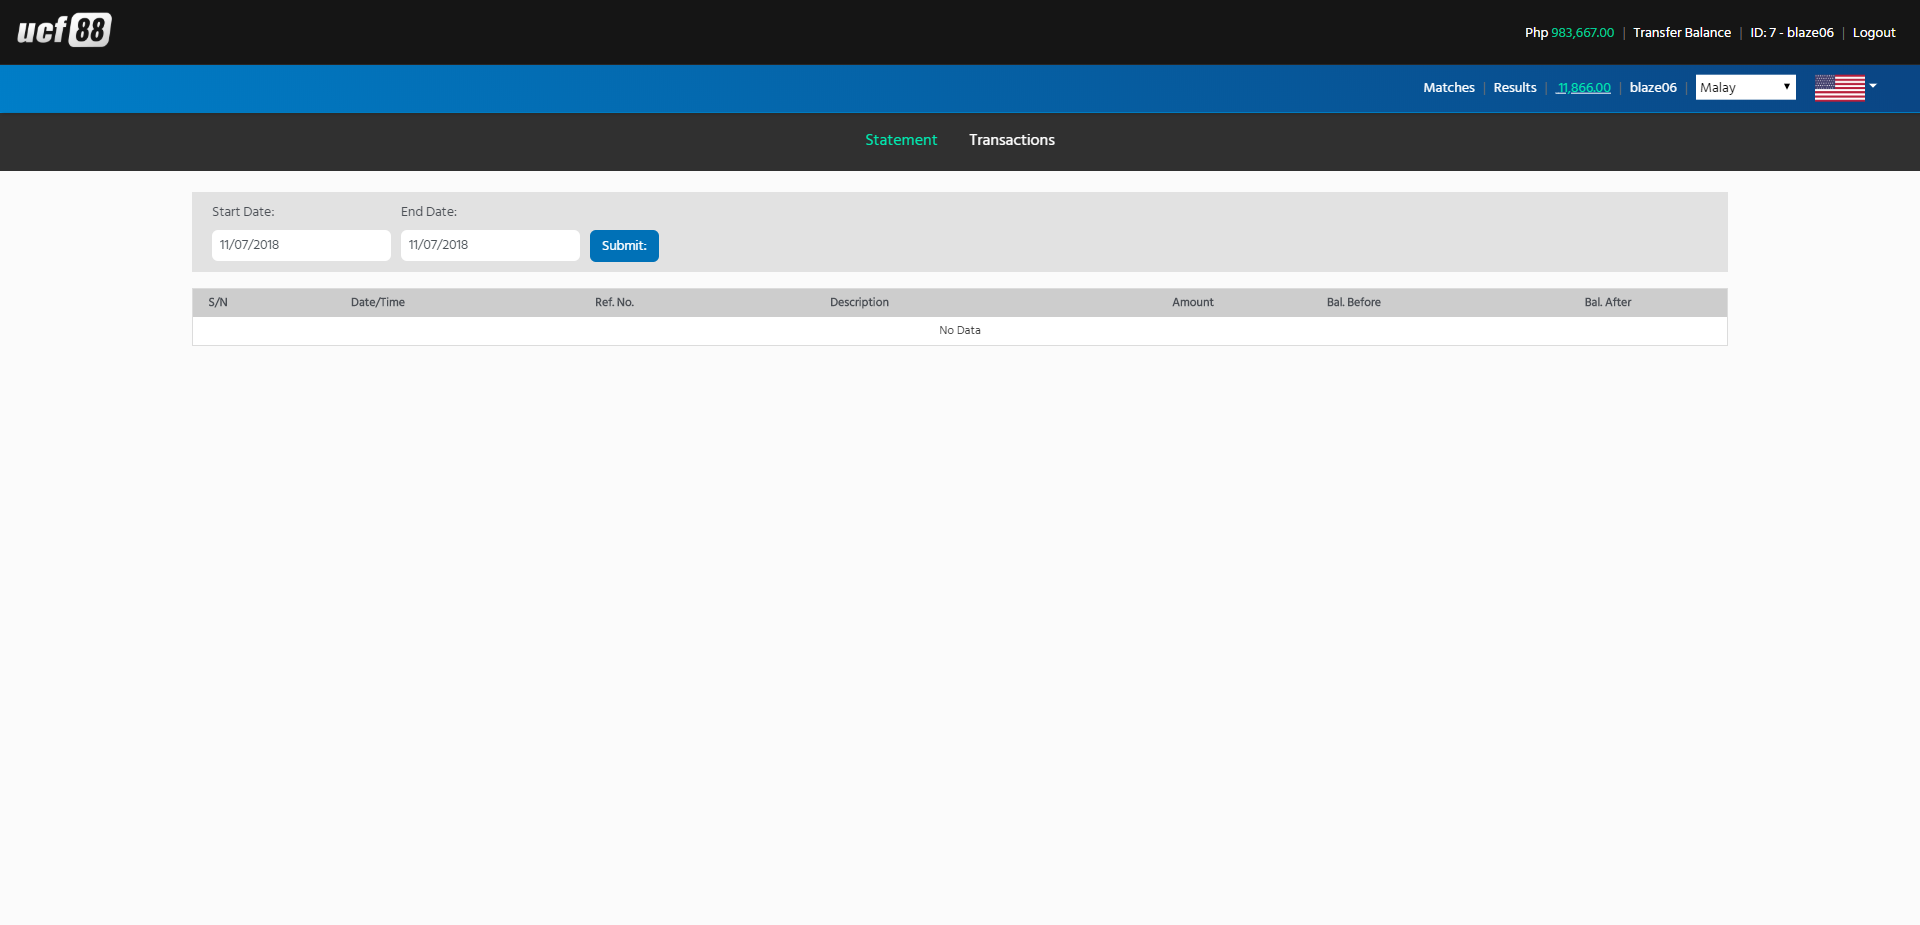 ucf 88
Php 983,667.00 | Transfer Balance | ID: 7 - blaze06 | Logout
Matches | Results | 11,866.00 | blaze06 | Malay
Statement Transactions
Start Date: End Date:
11/07/2018 11/07/2018 Submit:
S/N Date/Time Ref. No. Description Amount Bal. Before Bal. After
No Data